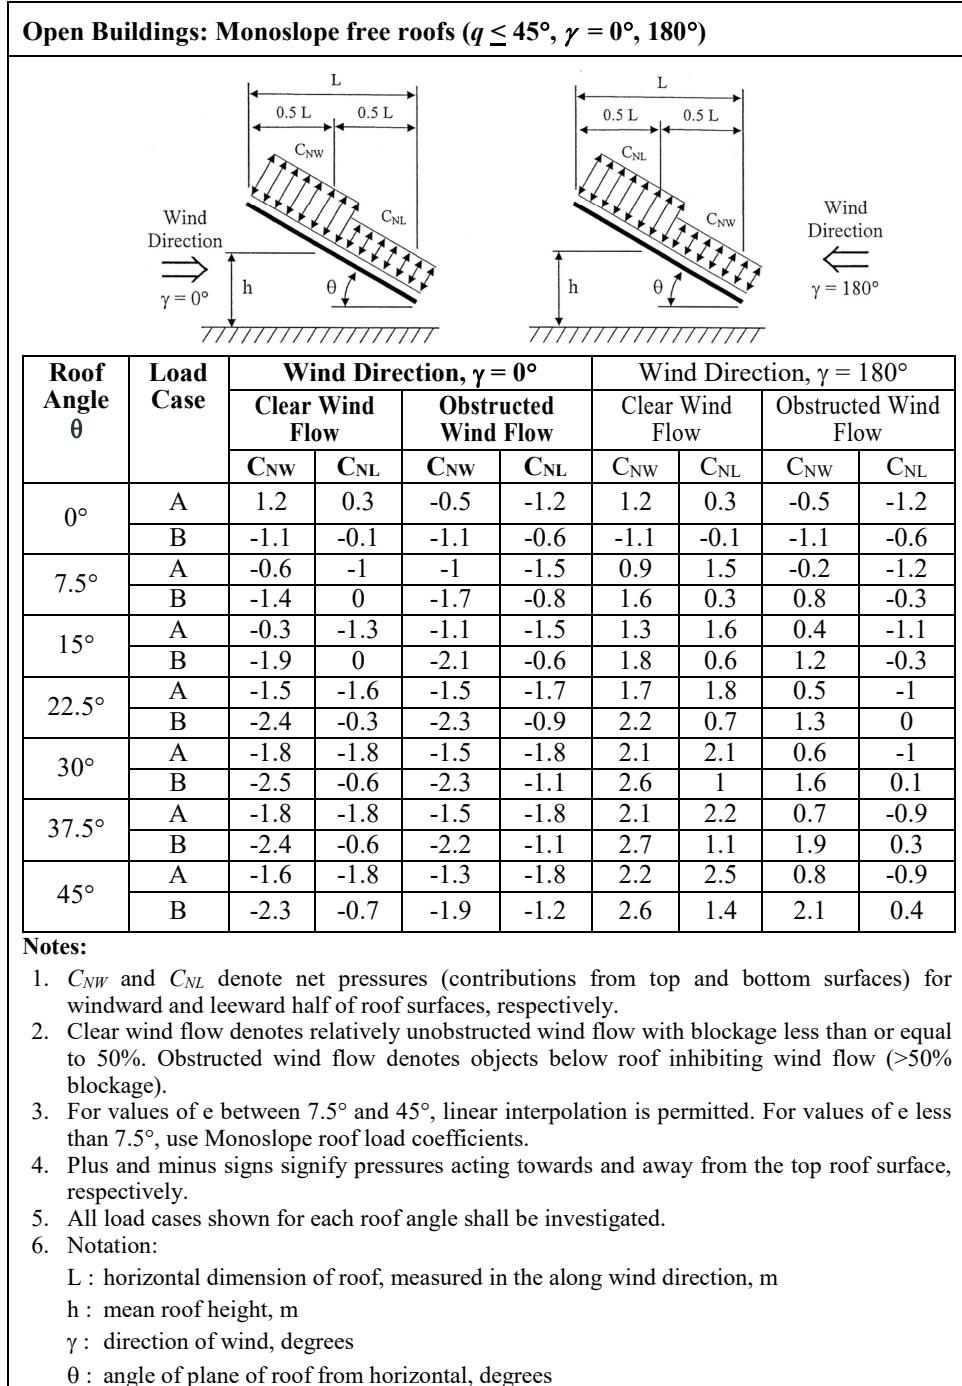 Open Buildings: Monoslope free roofs (q ≤ 45°, γ = 0°, 180°)
L
0.5 L 0.5 L
C_NW
C_NL
Wind
Direction
γ = 0°
h
θ
L
0.5 L 0.5 L
C_NL
C_NW
Wind
Direction
γ = 180°
h
θ
Roof Angle θ | Load Case | Wind Direction, γ = 0° | Wind Direction, γ = 180°
Clear Wind Flow | Obstructed Wind Flow | Clear Wind Flow | Obstructed Wind Flow
C_NW | C_NL | C_NW | C_NL | C_NW | C_NL | C_NW | C_NL
0° | A | 1.2 | 0.3 | -0.5 | -1.2 | 1.2 | 0.3 | -0.5 | -1.2
B | -1.1 | -0.1 | -1.1 | -0.6 | -1.1 | -0.1 | -1.1 | -0.6
7.5° | A | -0.6 | -1 | -1 | -1.5 | 0.9 | 1.5 | -0.2 | -1.2
B | -1.4 | 0 | -1.7 | -0.8 | 1.6 | 0.3 | 0.8 | -0.3
15° | A | -0.3 | -1.3 | -1.1 | -1.5 | 1.3 | 1.6 | 0.4 | -1.1
B | -1.9 | 0 | -2.1 | -0.6 | 1.8 | 0.6 | 1.2 | -0.3
22.5° | A | -1.5 | -1.6 | -1.5 | -1.7 | 1.7 | 1.8 | 0.5 | -1
B | -2.4 | -0.3 | -2.3 | -0.9 | 2.2 | 0.7 | 1.3 | 0
30° | A | -1.8 | -1.8 | -1.5 | -1.8 | 2.1 | 2.1 | 0.6 | -1
B | -2.5 | -0.6 | -2.3 | -1.1 | 2.6 | 1 | 1.6 | 0.1
37.5° | A | -1.8 | -1.8 | -1.5 | -1.8 | 2.1 | 2.2 | 0.7 | -0.9
B | -2.4 | -0.6 | -2.2 | -1.1 | 2.7 | 1.1 | 1.9 | 0.3
45° | A | -1.6 | -1.8 | -1.3 | -1.8 | 2.2 | 2.5 | 0.8 | -0.9
B | -2.3 | -0.7 | -1.9 | -1.2 | 2.6 | 1.4 | 2.1 | 0.4
Notes:
1. C_NW and C_NL denote net pressures (contributions from top and bottom surfaces) for
windward and leeward half of roof surfaces, respectively.
2. Clear wind flow denotes relatively unobstructed wind flow with blockage less than or equal
to 50%. Obstructed wind flow denotes objects below roof inhibiting wind flow (>50%
blockage).
3. For values of e between 7.5° and 45°, linear interpolation is permitted. For values of e less
than 7.5°, use Monoslope roof load coefficients.
4. Plus and minus signs signify pressures acting towards and away from the top roof surface,
respectively.
5. All load cases shown for each roof angle shall be investigated.
6. Notation:
L : horizontal dimension of roof, measured in the along wind direction, m
h : mean roof height, m
γ : direction of wind, degrees
θ : angle of plane of roof from horizontal, degrees